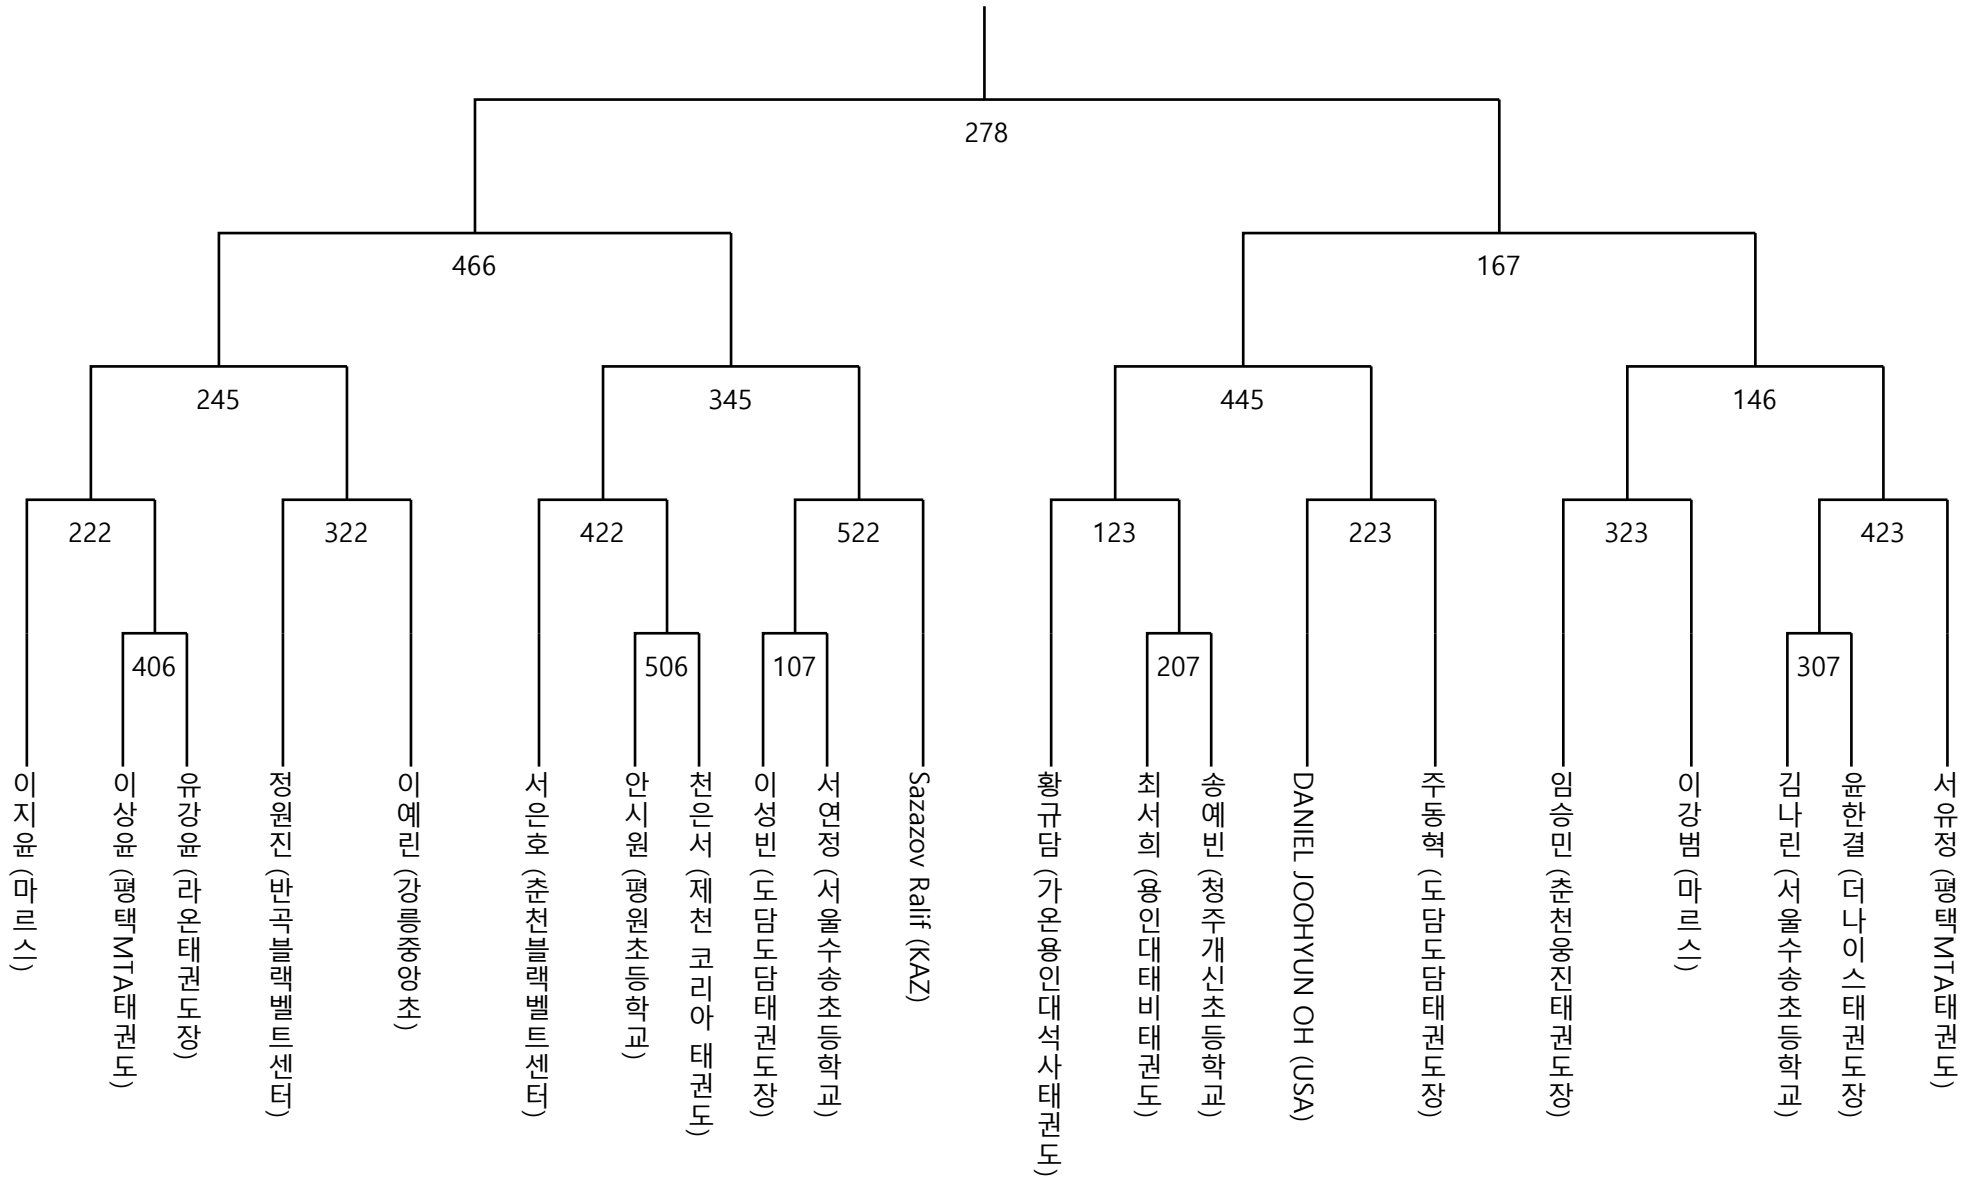 278
466
167
245
345
445
146
222
322
422
522
123
223
323
423
406
506
107
207
307
이지윤 (마르스)
이상윤 (평택MTA태권도)
유강윤 (라온태권도장)
정원진 (반곡블랙벨트센터)
이예린 (강릉중앙초)
서은호 (춘천블랙벨트센터)
안시원 (평원초등학교)
천은서 (제천 코리아 태권도)
이성빈 (도담도담태권도장)
서연정 (서울수송초등학교)
Sazazov Ralif (KAZ)
황규담 (가온용인대석사태권도)
최서희 (용인대태비태권도)
송예빈 (청주개신초등학교)
DANIEL JOOHYUN OH (USA)
주동혁 (도담도담태권도장)
임승민 (춘천웅진태권도장)
이강범 (마르스)
김나린 (서울수송초등학교)
윤한결 (더나이스태권도장)
서유정 (평택MTA태권도)